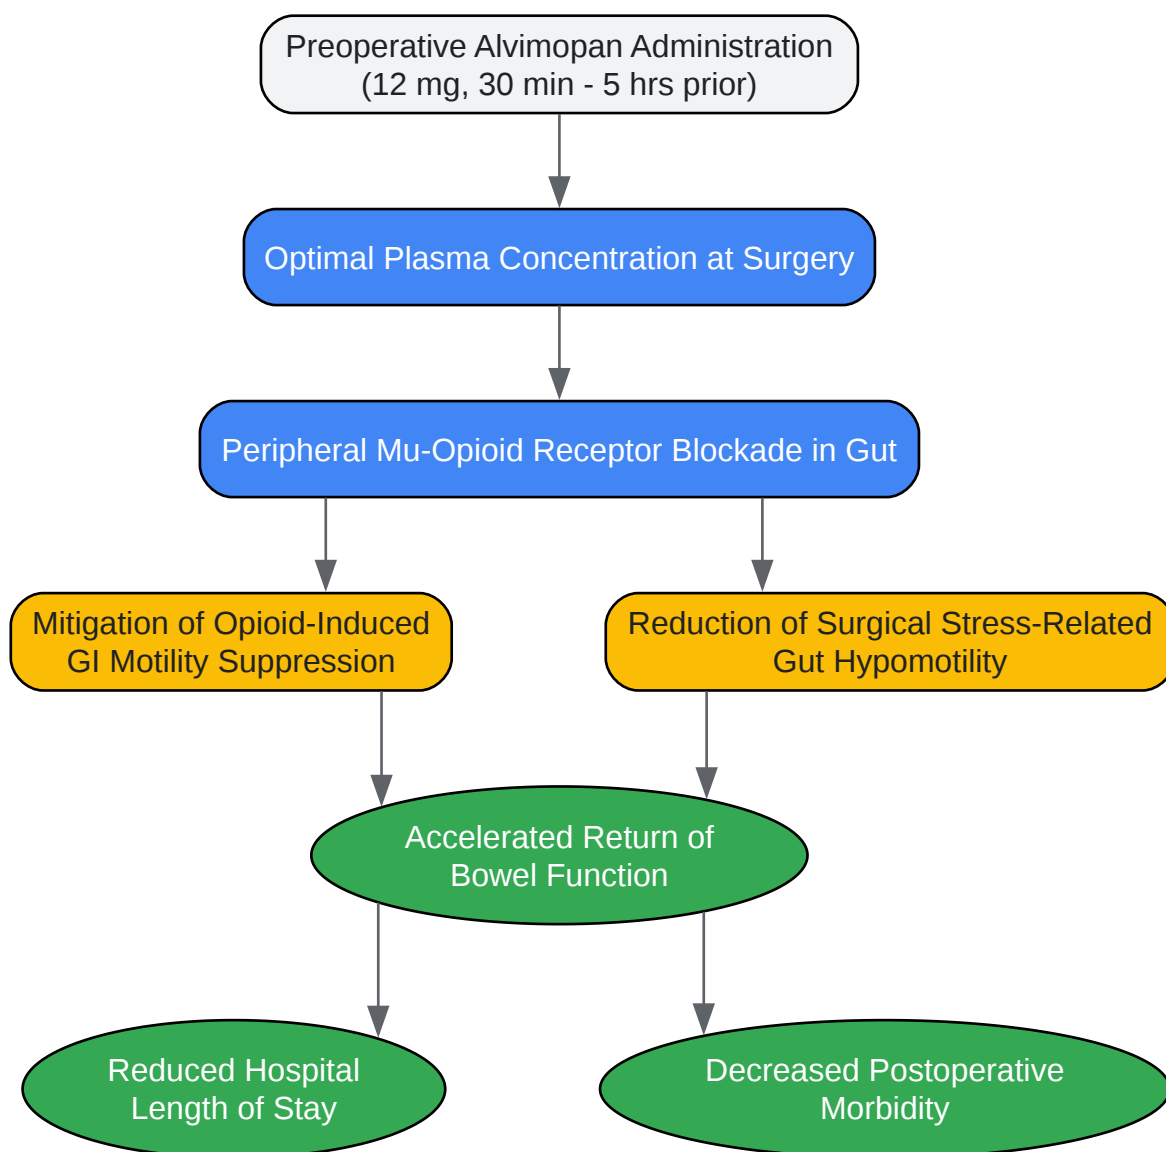 Preoperative Alvimopan Administration
(12 mg, 30 min - 5 hrs prior)
Optimal Plasma Concentration at Surgery
Peripheral Mu-Opioid Receptor Blockade in Gut
Mitigation of Opioid-Induced
GI Motility Suppression
Reduction of Surgical Stress-Related
Gut Hypomotility
Accelerated Return of
Bowel Function
Reduced Hospital
Length of Stay
Decreased Postoperative
Morbidity